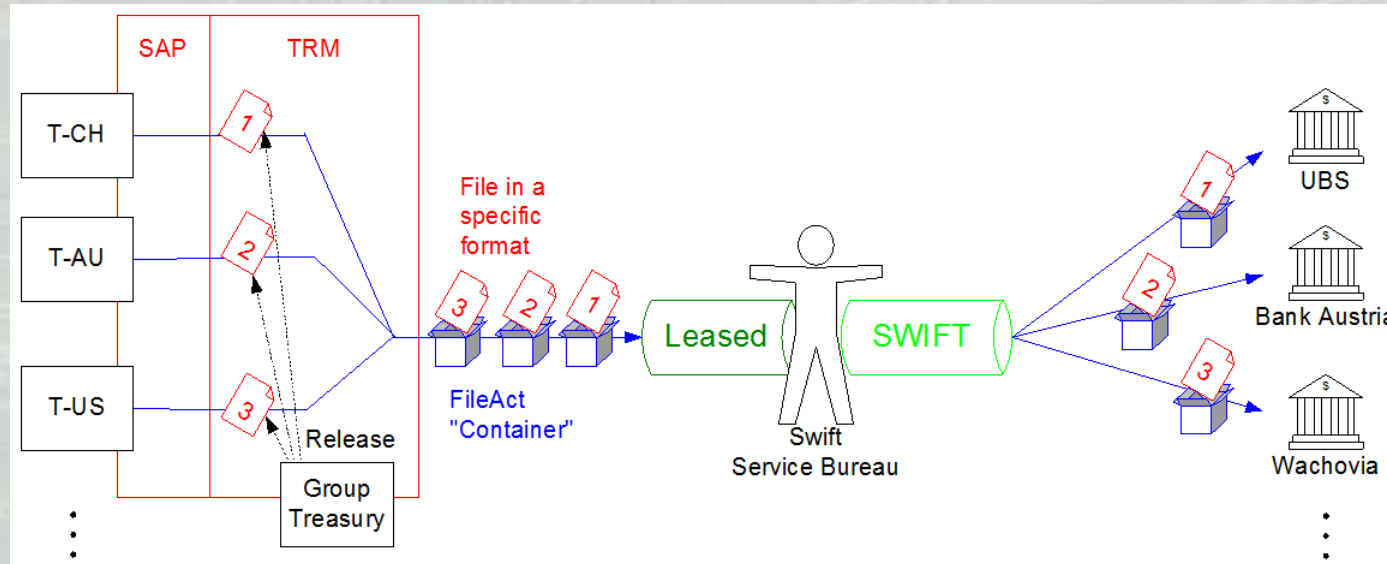 SAP
TRM
T-CH
T-AU
T-US
1
2
3
Release
Group
Treasury
File in a
specific
format
3
2
1
FileAct
"Container"
Leased
SWIFT
Swift
Service Bureau
1
2
3
$
UBS
$
Bank Austria
$
Wachovia